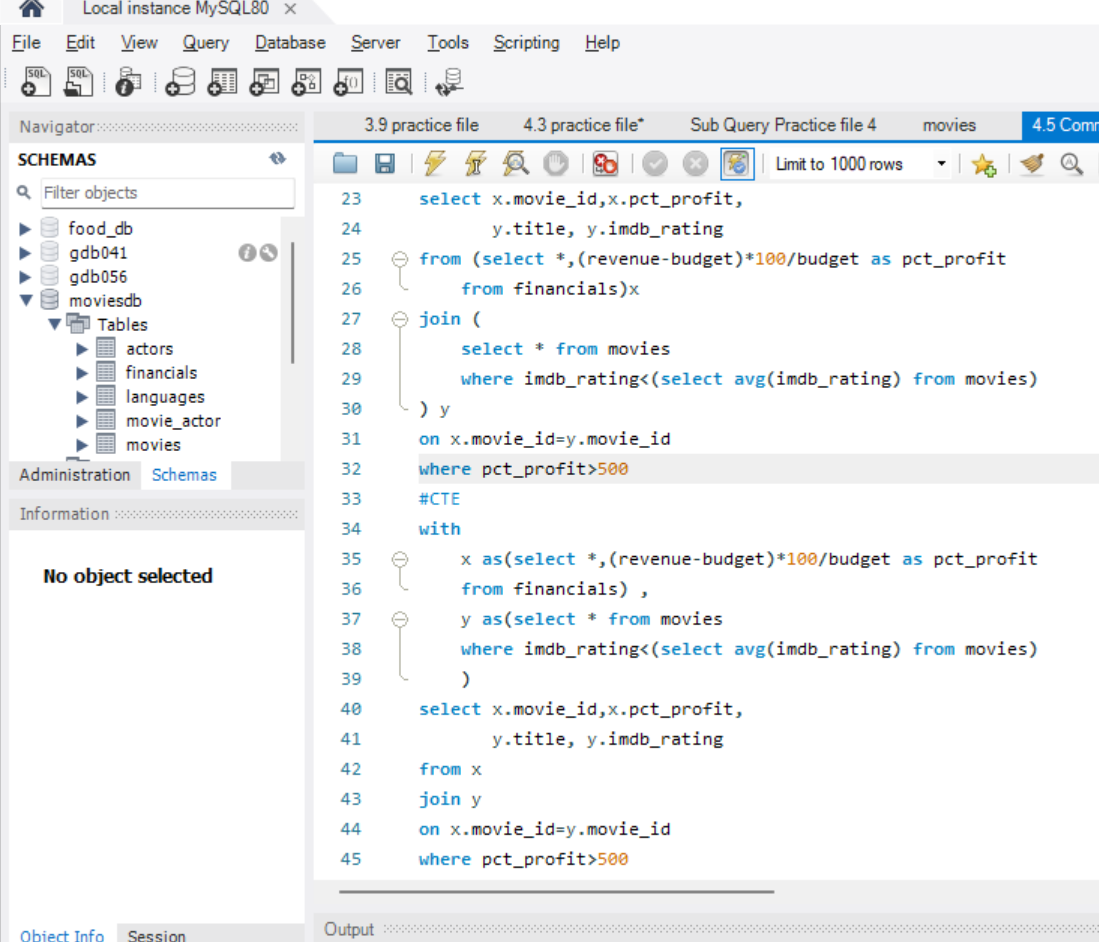 Local instance MySQL80 ×
File Edit View Query Database Server Tools Scripting Help
Navigator
SCHEMAS
Filter objects
food_db
gdb041
gdb056
moviesdb
Tables
actors
financials
languages
movie_actor
movies
Administration Schemas
Information
No object selected
Object Info Session
3.9 practice file 4.3 practice file* Sub Query Practice file 4 movies 4.5 Comm
Limit to 1000 rows
23 select x.movie_id,x.pct_profit,
24 y.title, y.imdb_rating
25 from (select *,(revenue-budget)*100/budget as pct_profit
26 from financials)x
27 join (
28 select * from movies
29 where imdb_rating<(select avg(imdb_rating) from movies)
30 ) y
31 on x.movie_id=y.movie_id
32 where pct_profit>500
33 #CTE
34 with
35 x as(select *,(revenue-budget)*100/budget as pct_profit
36 from financials) ,
37 y as(select * from movies
38 where imdb_rating<(select avg(imdb_rating) from movies)
39 )
40 select x.movie_id,x.pct_profit,
41 y.title, y.imdb_rating
42 from x
43 join y
44 on x.movie_id=y.movie_id
45 where pct_profit>500
Output